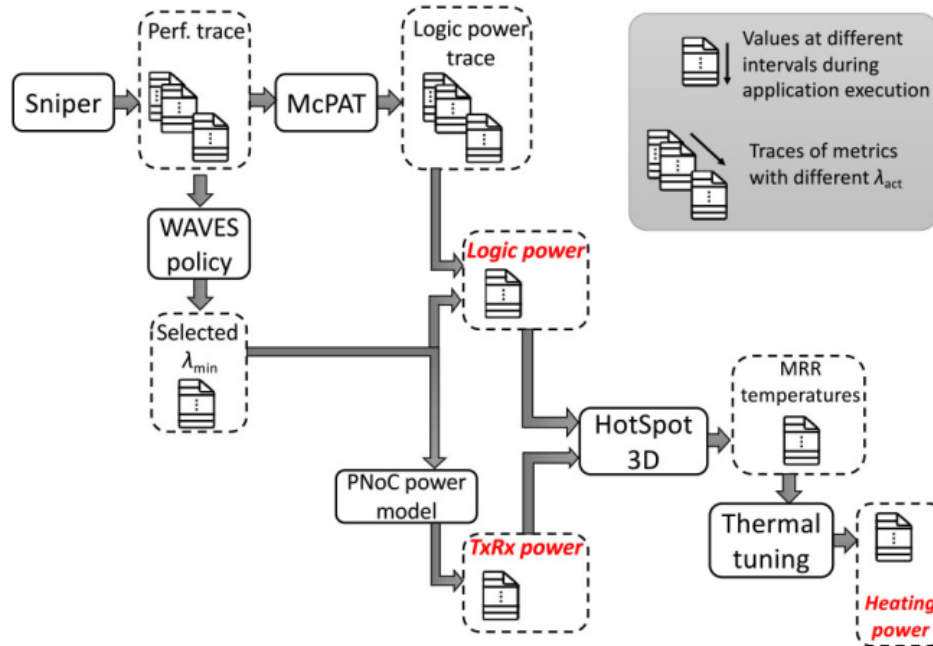 Perf. trace
Logic power
trace
Sniper
McPAT
Values at different
intervals during
application execution
Traces of metrics
with different λact
WAVES
policy
Logic power
Selected
λmin
MRR
temperatures
HotSpot
3D
PNoC power
model
TxRx power
Thermal
tuning
Heating
power